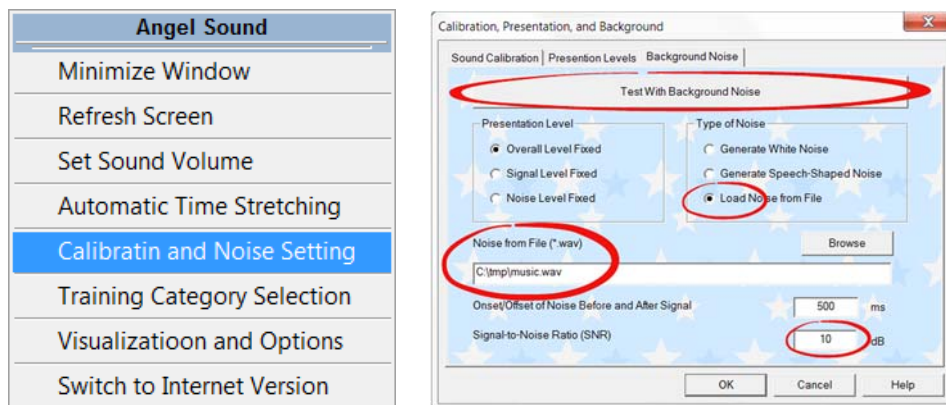 Angel Sound
Minimize Window
Refresh Screen
Set Sound Volume
Automatic Time Stretching
Calibratin and Noise Setting
Training Category Selection
Visualizatioon and Options
Switch to Internet Version
Calibration, Presentation, and Background
Sound Calibration Presention Levels Background Noise
Test With Background Noise
Presentation Level
Overall Level Fixed
Signal Level Fixed
Noise Level Fixed
Type of Noise
Generate White Noise
Generate Speech-Shaped Noise
Load Noise from File
Noise from File (*.wav) Browse
C:\tmp\music.wav
Onset/Offset of Noise Before and After Signal 500 ms
Signal-to-Noise Ratio (SNR) 10 dB
OK Cancel Help